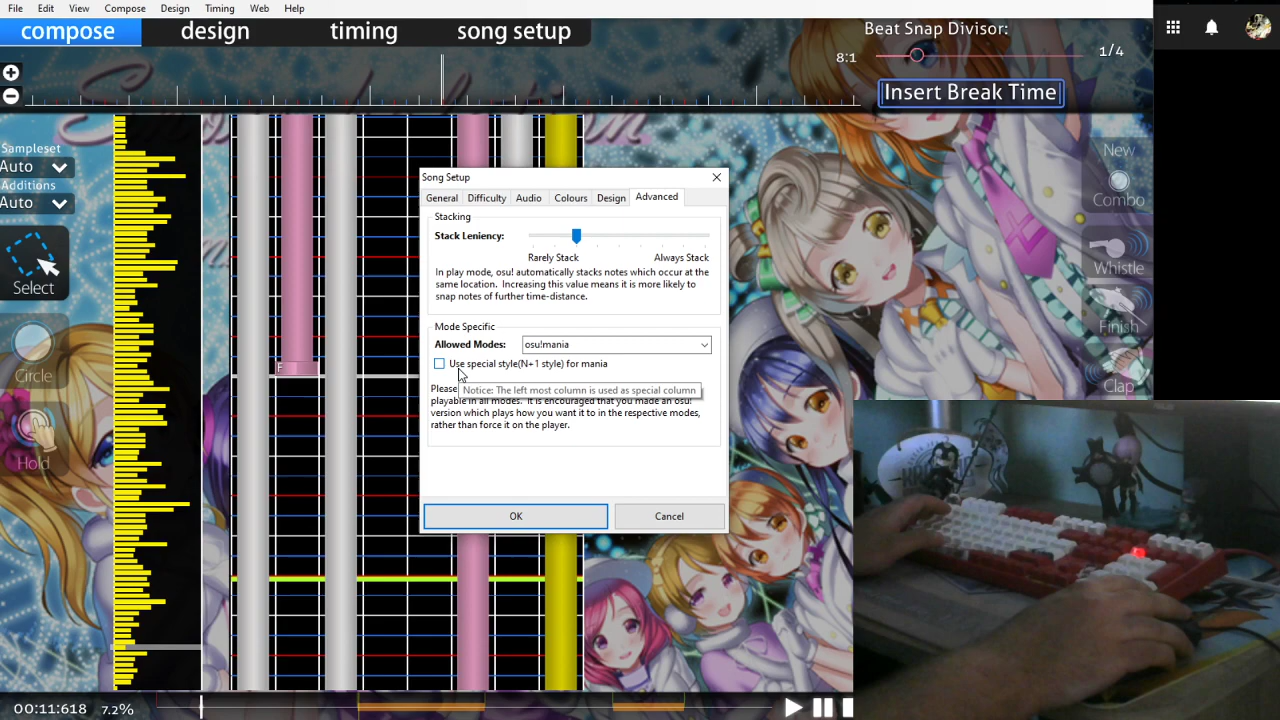 File Edit View Compose Design Timing Web Help
compose design timing song setup
Beat Snap Divisor:
8:1 1/4
Insert Break Time
Sampleset
Auto
Additions
Auto
Select
Circle
Hold
F
Song Setup
General Difficulty Audio Colours Design Advanced
Stacking
Stack Leniency:
Rarely Stack Always Stack
In play mode, osu! automatically stacks notes which occur at the
same location. Increasing this value means it is more likely to
snap notes of further time-distance.
Mode Specific
Allowed Modes: osu!mania
Use special style(N+1 style) for mania
Please
Notice: The left most column is used as special column
playable in all modes. It is encouraged that you made an osu!
version which plays how you want it to in the respective modes,
rather than force it on the player.
OK Cancel
New
Combo
Whistle
Finish
Clap
00:11:618 7.2%